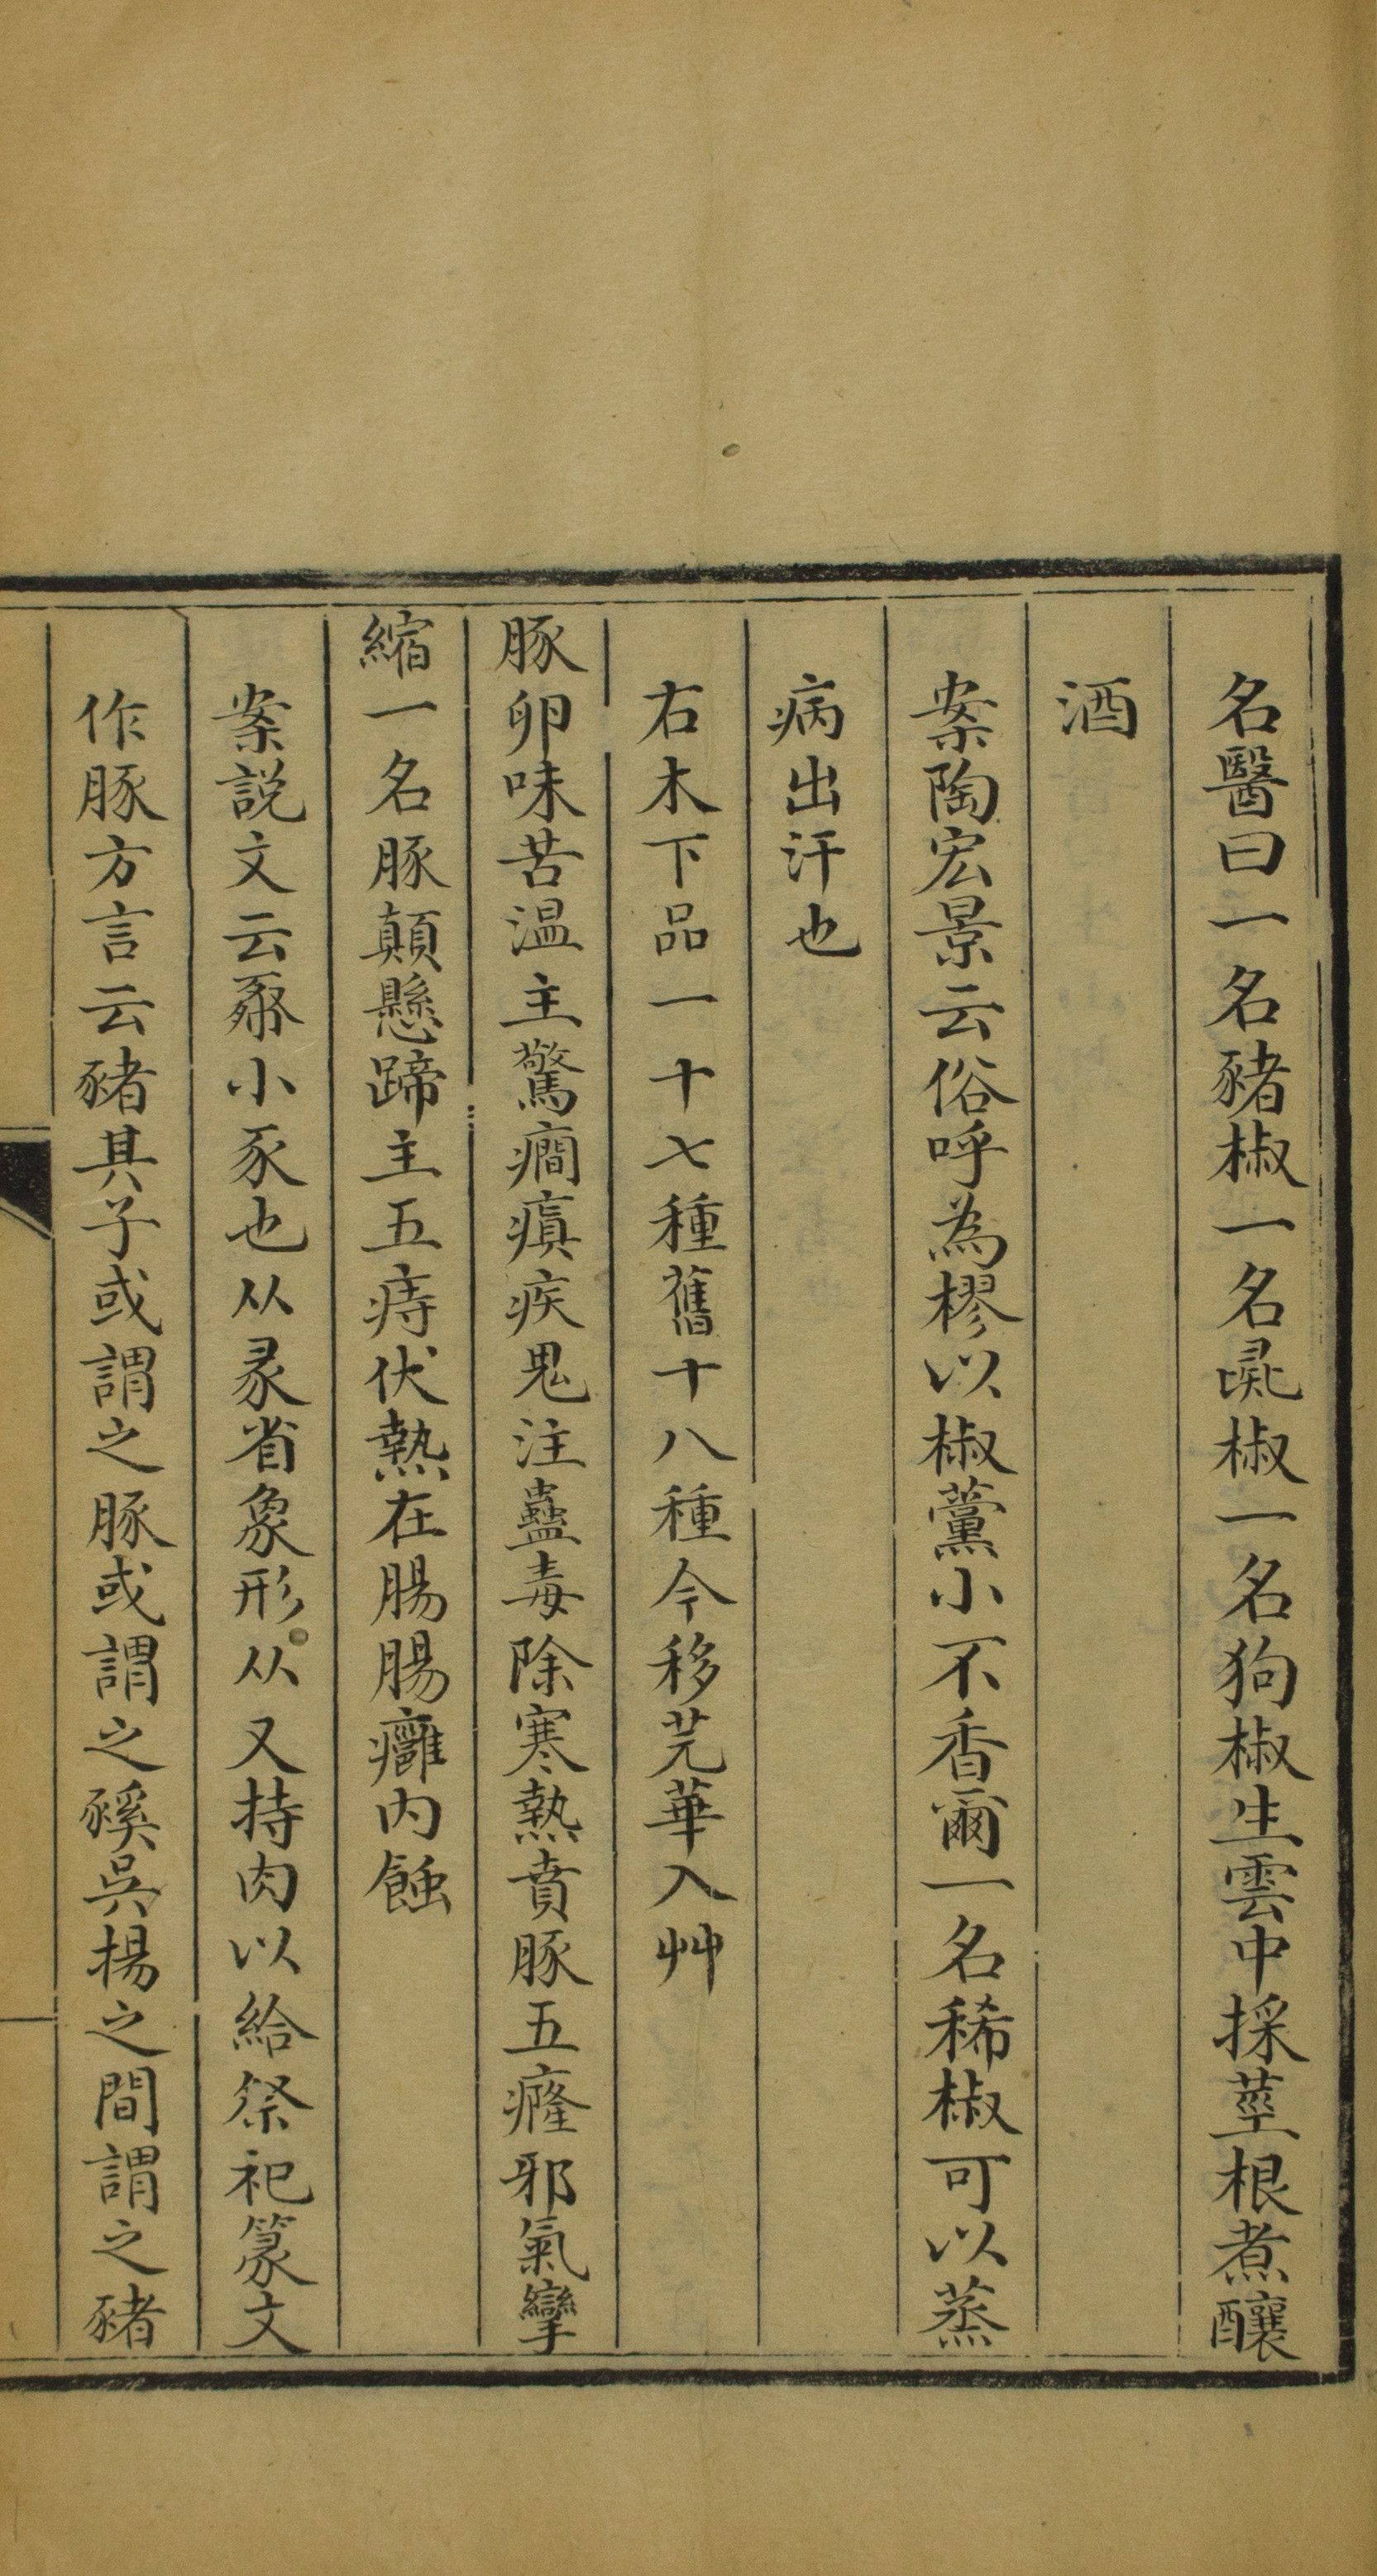 名醫曰一名豬椒一名彘椒一名狗椒生雲中採莖根煮釀
酒
案陶宏景云俗呼為樛以椒薰小不香爾一名豨椒可以蒸
病出汗也
右木下品一十七種舊十八種今移芫華入艸
豚卵味苦溫主驚癇瘨疾鬼注蠱毒除寒熱賁豚五癃邪氣攣
縮一名豚顛懸蹄主五痔伏熱在腸腸癰內蝕
案説文云𢑓小豕也从彖省象形从又持肉以給祭祀篆文
作豚方言云豬其子或謂之豚或謂之豯吳揚之間謂之豬